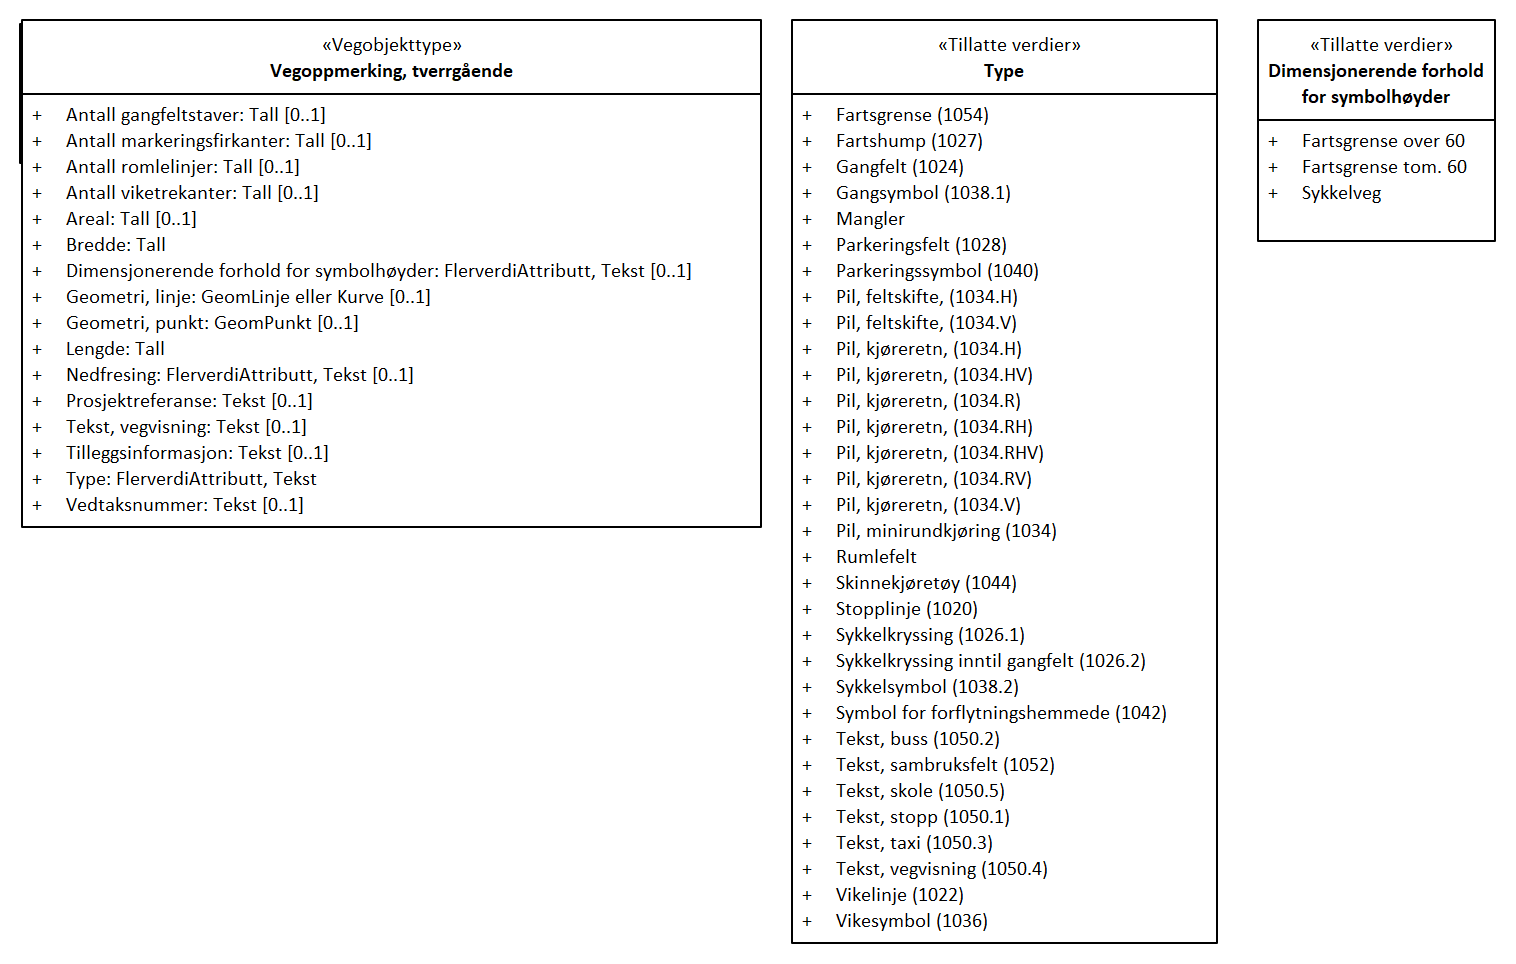 «Vegobjekttype»
Vegoppmerking, tverrgående
+ Antall gangfeltstaver: Tall [0..1]
+ Antall markeringsfirkanter: Tall [0..1]
+ Antall romlelinjer: Tall [0..1]
+ Antall viketrekanter: Tall [0..1]
+ Areal: Tall [0..1]
+ Bredde: Tall
+ Dimensjonerende forhold for symbolhøyder: FlerverdiAttributt, Tekst [0..1]
+ Geometri, linje: GeomLinje eller Kurve [0..1]
+ Geometri, punkt: GeomPunkt [0..1]
+ Lengde: Tall
+ Nedfresing: FlerverdiAttributt, Tekst [0..1]
+ Prosjektreferanse: Tekst [0..1]
+ Tekst, vegvisning: Tekst [0..1]
+ Tilleggsinformasjon: Tekst [0..1]
+ Type: FlerverdiAttributt, Tekst
+ Vedtaksnummer: Tekst [0..1]
«Tillatte verdier»
Type
+ Fartsgrense (1054)
+ Fartshump (1027)
+ Gangfelt (1024)
+ Gangsymbol (1038.1)
+ Mangler
+ Parkeringsfelt (1028)
+ Parkeringssymbol (1040)
+ Pil, feltskifte, (1034.H)
+ Pil, feltskifte, (1034.V)
+ Pil, kjøreretn, (1034.H)
+ Pil, kjøreretn, (1034.HV)
+ Pil, kjøreretn, (1034.R)
+ Pil, kjøreretn, (1034.RH)
+ Pil, kjøreretn, (1034.RHV)
+ Pil, kjøreretn, (1034.RV)
+ Pil, kjøreretn, (1034.V)
+ Pil, minirundkjøring (1034)
+ Rumlefelt
+ Skinnekjøretøy (1044)
+ Stopplinje (1020)
+ Sykkelkryssing (1026.1)
+ Sykkelkryssing inntil gangfelt (1026.2)
+ Sykkelsymbol (1038.2)
+ Symbol for forflytningshemmede (1042)
+ Tekst, buss (1050.2)
+ Tekst, sambruksfelt (1052)
+ Tekst, skole (1050.5)
+ Tekst, stopp (1050.1)
+ Tekst, taxi (1050.3)
+ Tekst, vegvisning (1050.4)
+ Vikelinje (1022)
+ Vikesymbol (1036)
«Tillatte verdier»
Dimensjonerende forhold
for symbolhøyder
+ Fartsgrense over 60
+ Fartsgrense tom. 60
+ Sykkelveg